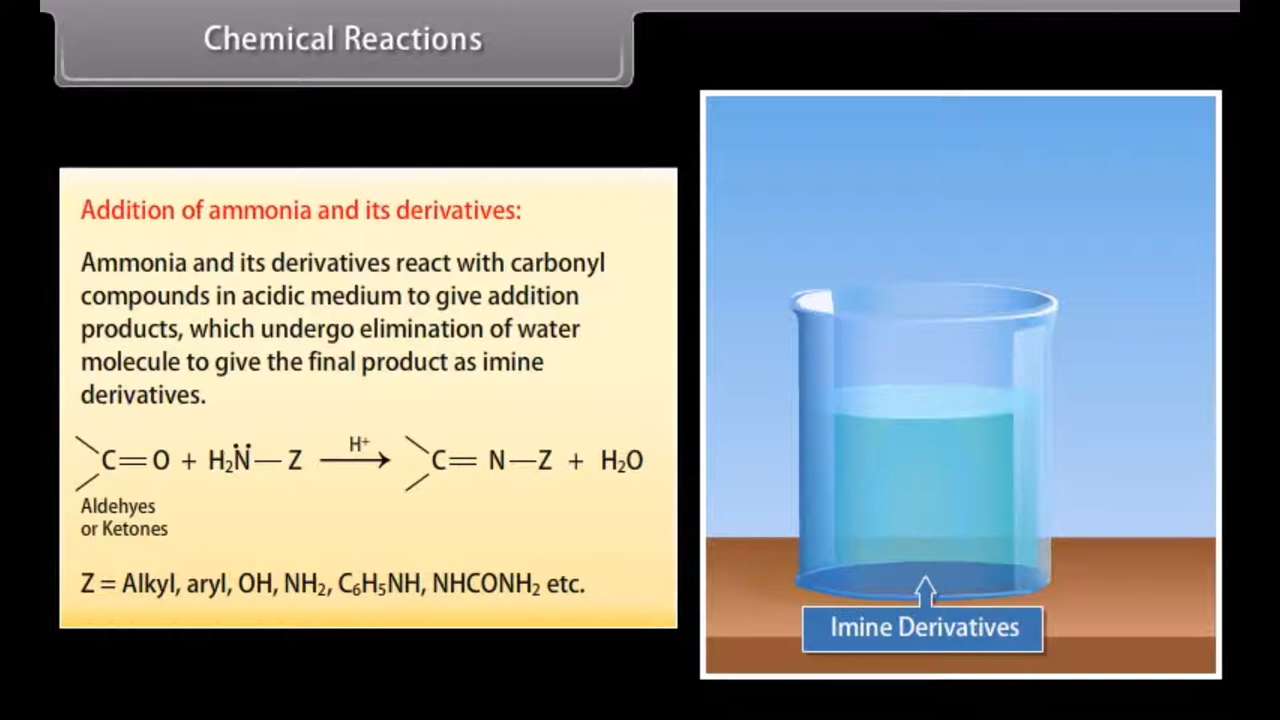 Chemical Reactions
Addition of ammonia and its derivatives:
Ammonia and its derivatives react with carbonyl
compounds in acidic medium to give addition
products, which undergo elimination of water
molecule to give the final product as imine
derivatives.
C=O + H₂N̈—Z —H⁺→ C= N—Z + H₂O
Aldehyes
or Ketones
Z = Alkyl, aryl, OH, NH₂, C₆H₅NH, NHCONH₂ etc.
Imine Derivatives